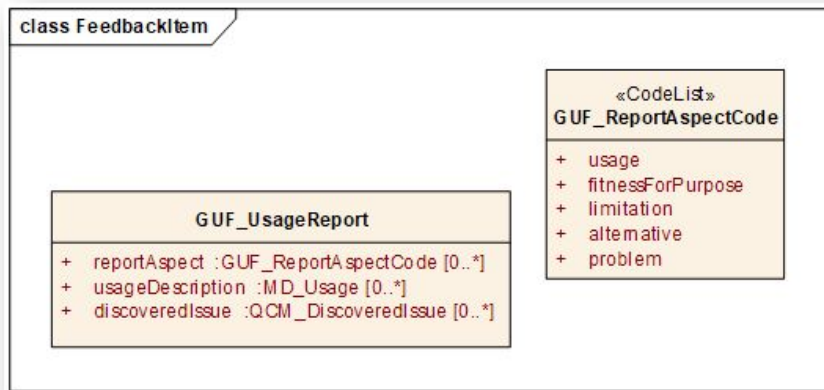 class FeedbackItem
«CodeList»
GUF_ReportAspectCode
+ usage
+ fitnessForPurpose
+ limitation
+ alternative
+ problem
GUF_UsageReport
+ reportAspect :GUF_ReportAspectCode [0..*]
+ usageDescription :MD_Usage [0..*]
+ discoveredIssue :QCM_DiscoveredIssue [0..*]